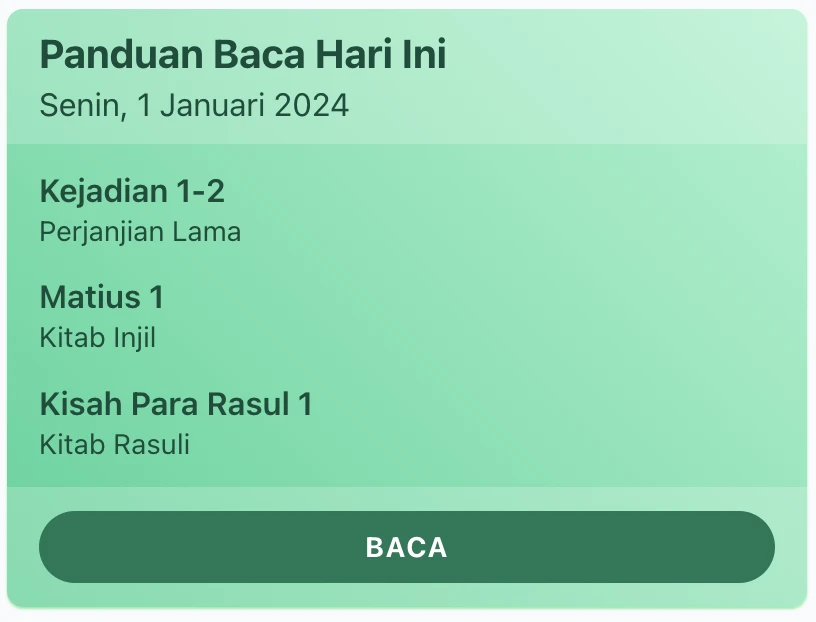 Panduan Baca Hari Ini
Senin, 1 Januari 2024
Kejadian 1-2
Perjanjian Lama
Matius 1
Kitab Injil
Kisah Para Rasul 1
Kitab Rasuli
BACA